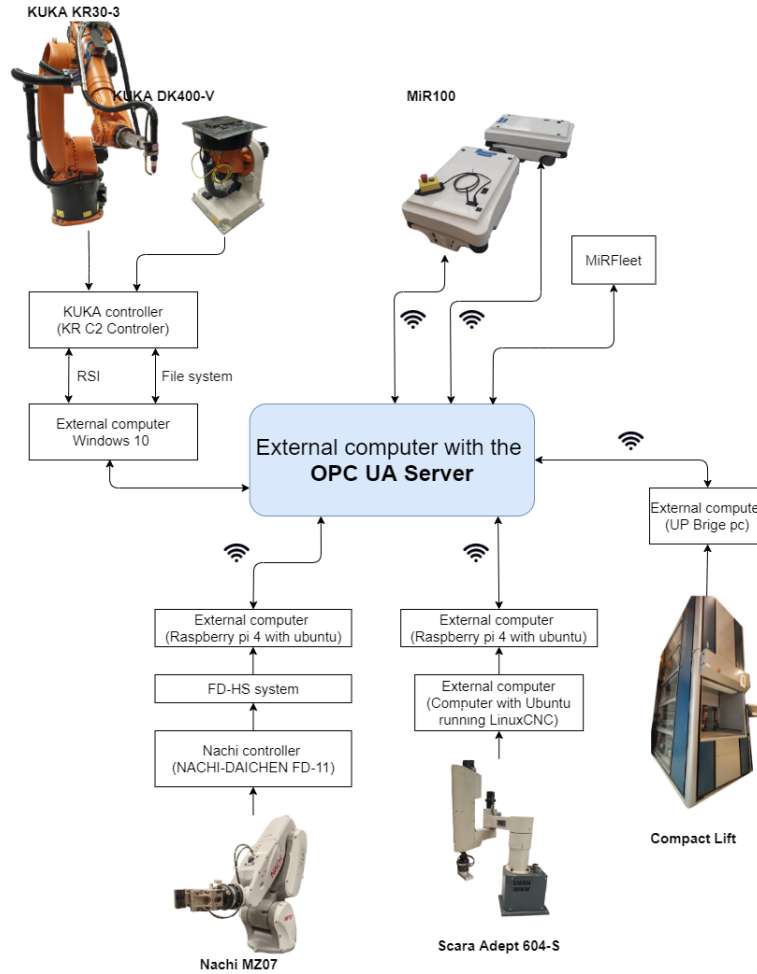 KUKA KR30-3
KUKA DK400-V
MiR100
MiRFleet
KUKA controller
(KR C2 Controler)
RSI
File system
External computer
Windows 10
External computer with the
OPC UA Server
External compute
(UP Brige pc)
External computer
(Raspberry pi 4 with ubuntu)
External computer
(Raspberry pi 4 with ubuntu)
FD-HS system
External computer
(Computer with Ubuntu
running LinuxCNC)
Nachi controller
(NACHI-DAICHEN FD-11)
NACHI
Compact Lift
Scara Adept 604-S
Nachi MZ07